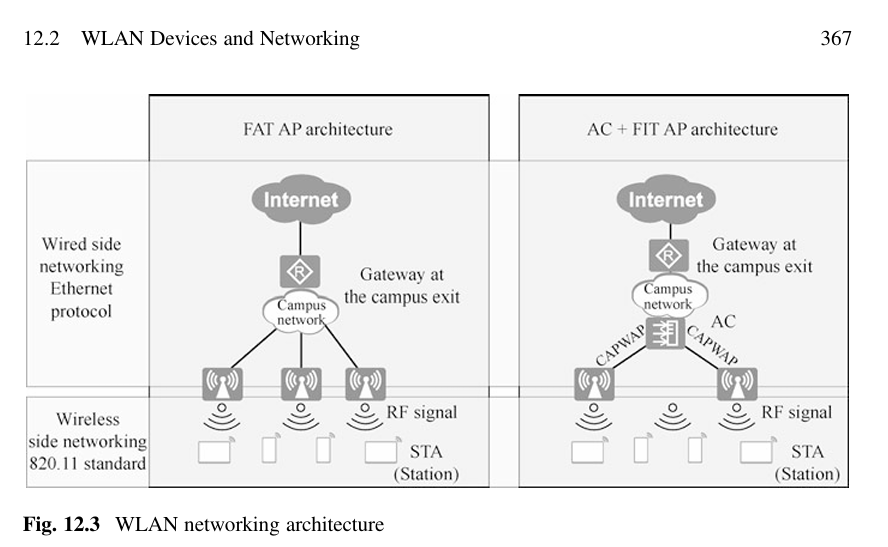 12.2 WLAN Devices and Networking 367
FAT AP architecture
AC + FIT AP architecture
Wired side
networking
Ethernet
protocol
Internet
R
Gateway at
the campus exit
Campus
network
Internet
R
Gateway at
the campus exit
Campus
network
AC
CAPWAP
CAPWAP
Wireless
side networking
820.11 standard
RF signal
STA
(Station)
RF signal
STA
(Station)
Fig. 12.3 WLAN networking architecture